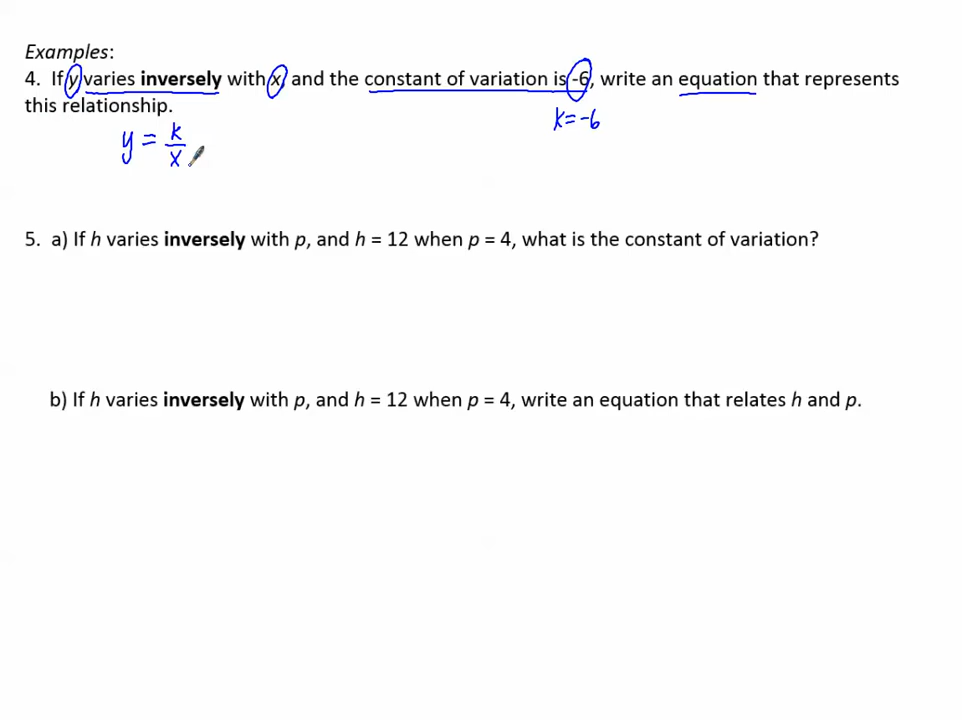 Examples:
4. If y varies inversely with x, and the constant of variation is -6, write an equation that represents
this relationship.
k=-6
y = k/x
5. a) If h varies inversely with p, and h = 12 when p = 4, what is the constant of variation?
b) If h varies inversely with p, and h = 12 when p = 4, write an equation that relates h and p.